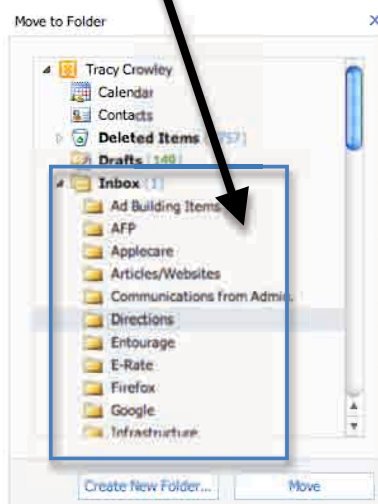 Move to Folder
X
Tracy Crowley
Calendar
Contacts
Deleted Items 757]
Drafts [149]
Inbox (1)
Ad Building Items
AFP
Applecare
Articles/Websites
Communications from Admin.
Directions
Entourage
E-Rate
Firefox
Google
Infrastructure
Create New Folder...
Move